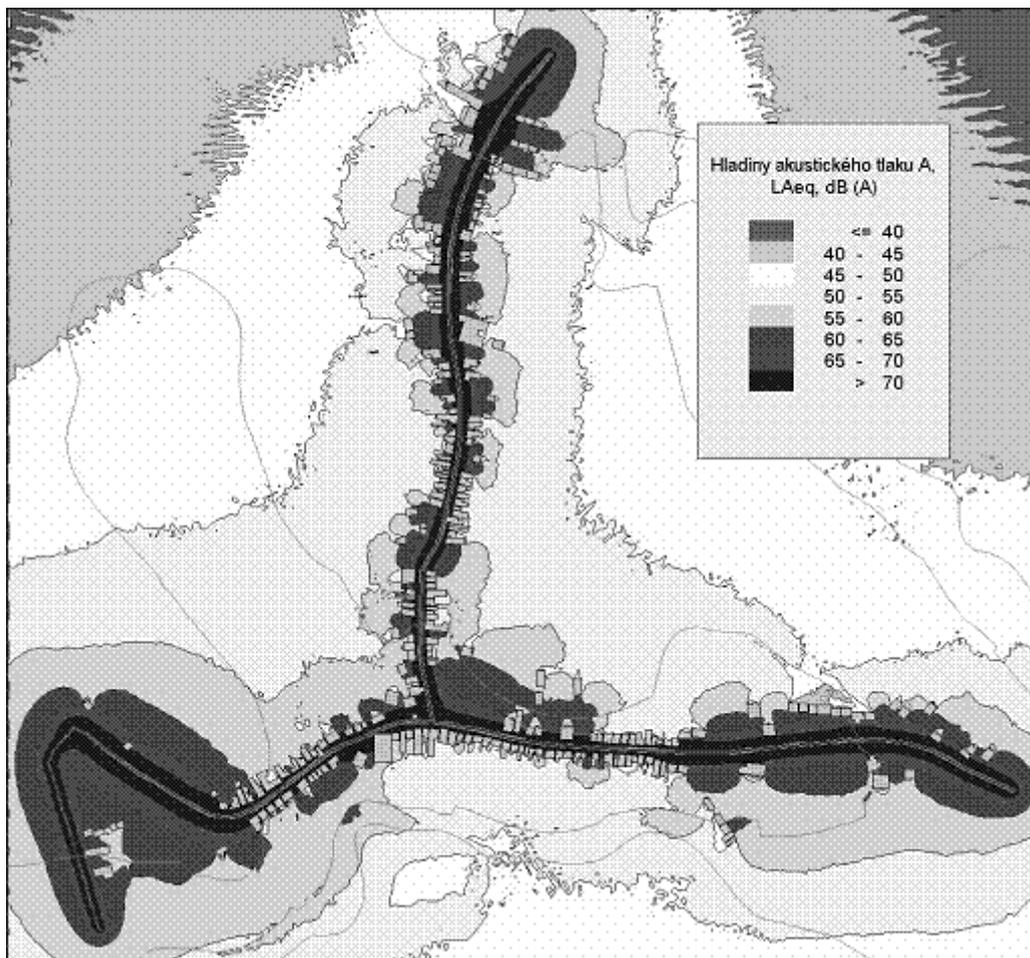 Hladiny akustického tlaku A,
LAeq, dB (A)
<= 40
40 - 45
45 - 50
50 - 55
55 - 60
60 - 65
65 - 70
> 70